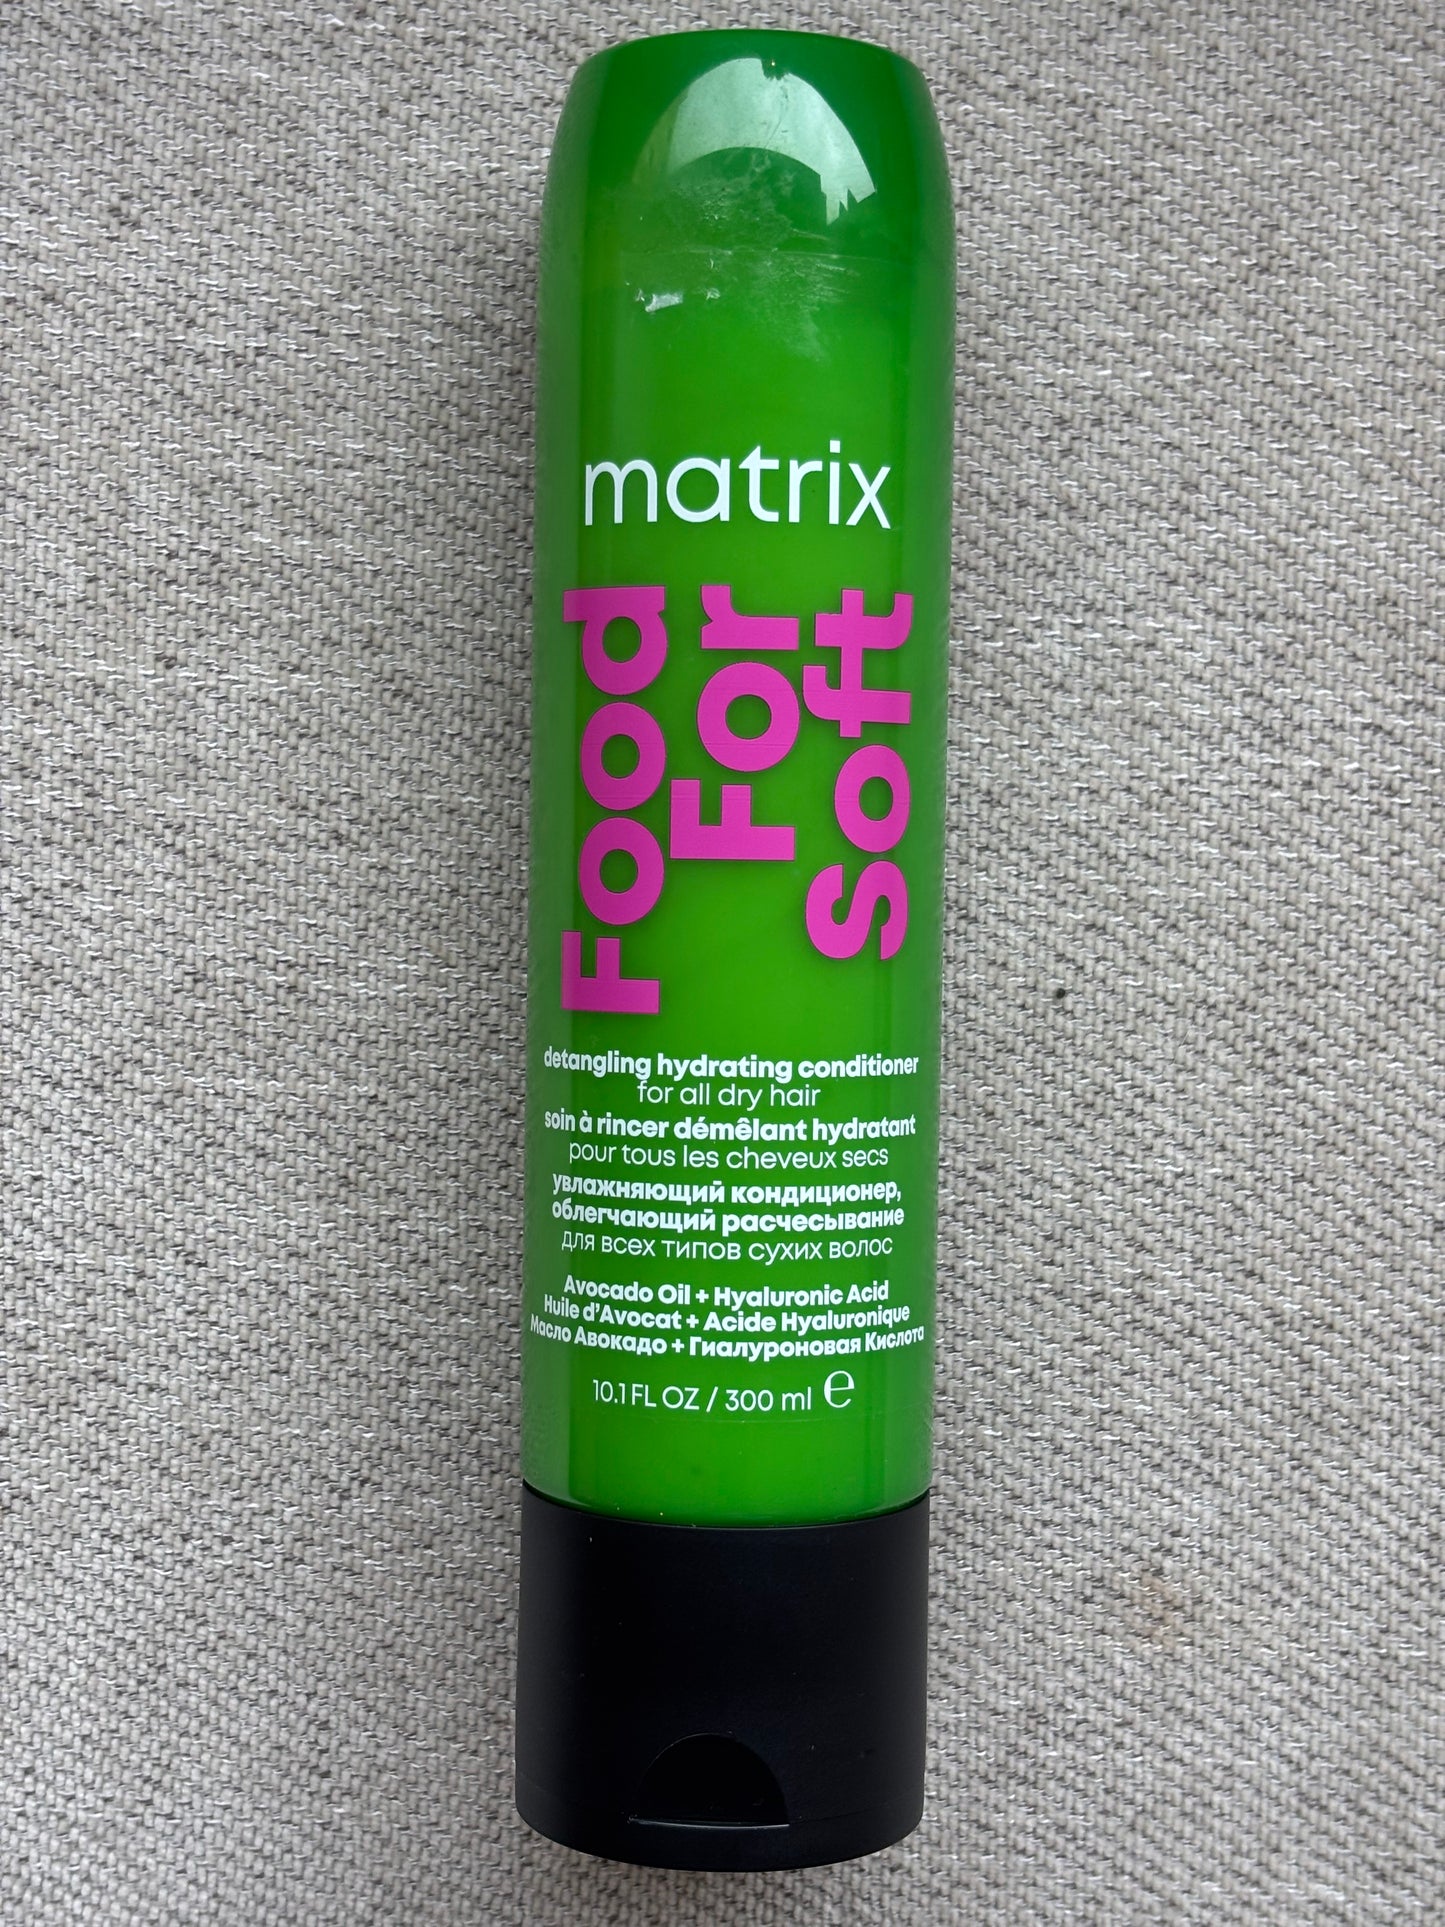 matrix
Food
For
Soft
detangling hydrating conditioner
for all dry hair
soin à rincer démêlant hydratant
pour tous les cheveux secs
увлажняющий кондиционер,
облегчающий расчесывание
для всех типов сухих волос
Avocado Oil + Hyaluronic Acid
Huile d'Avocat + Acide Hyaluronique
Масло Авокадо + Гиалуроновая Кислота
10.1 FL OZ / 300 ml ℮